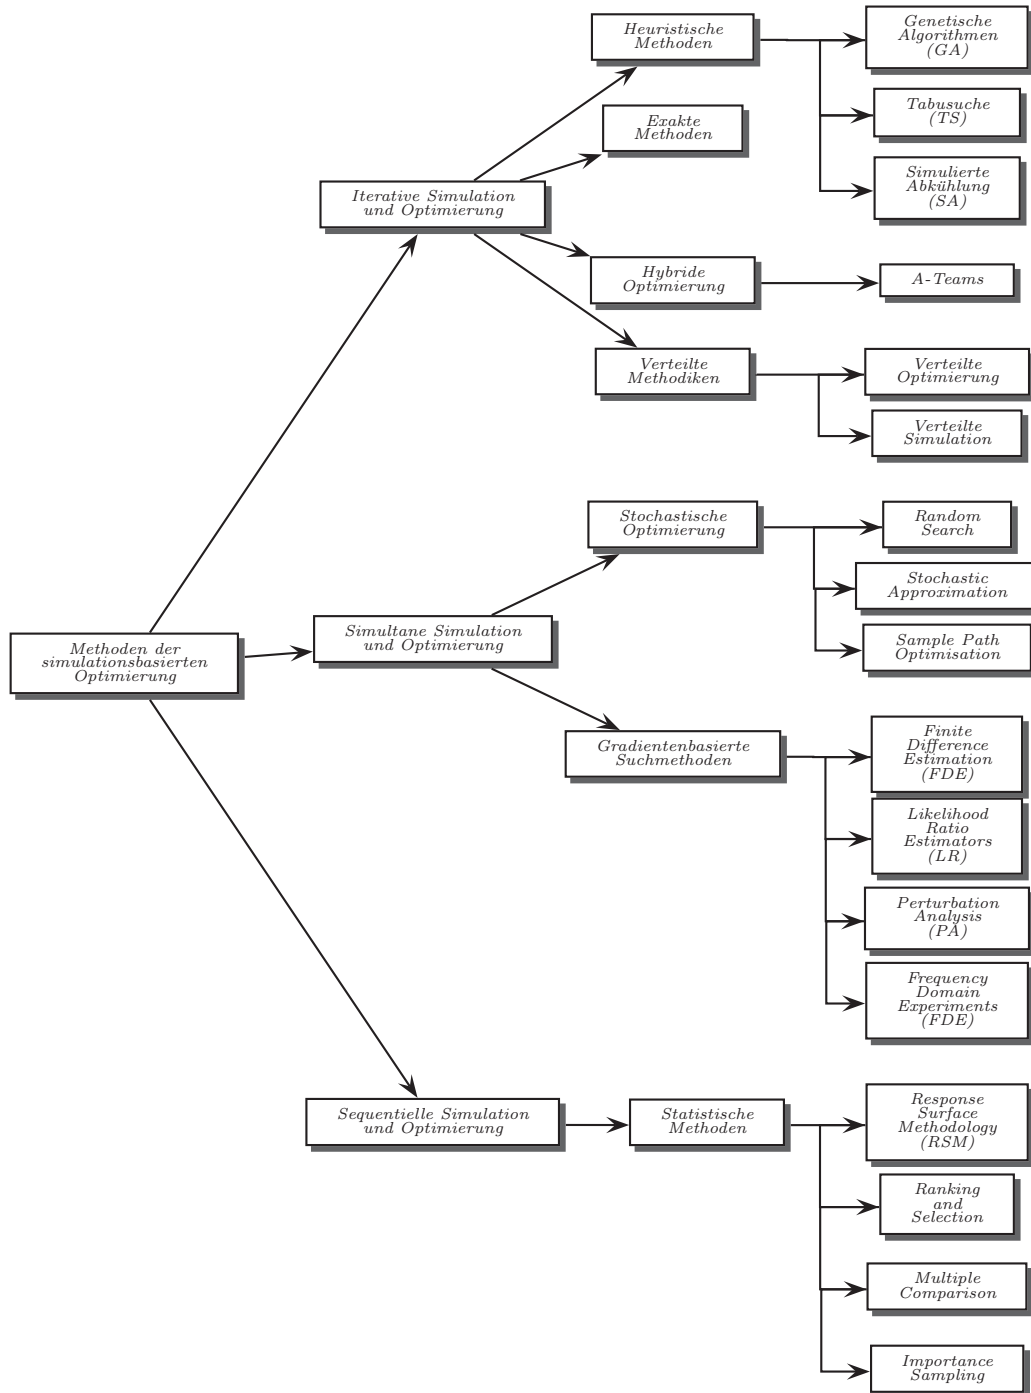 Heuristische
Methoden
Genetische
Algorithmen
(GA)
Tabusuche
(TS)
Exakte
Methoden
Simulierte
Abkühlung
(SA)
Iterative Simulation
und Optimierung
Hybride
Optimierung
A-Teams
Verteilte
Methodiken
Verteilte
Optimierung
Verteilte
Simulation
Stochastische
Optimierung
Random
Search
Stochastic
Approximation
Simultane Simulation
und Optimierung
Sample Path
Optimisation
Methoden der
simulationsbasierten
Optimierung
Gradientenbasierte
Suchmethoden
Finite
Difference
Estimation
(FDE)
Likelihood
Ratio
Estimators
(LR)
Perturbation
Analysis
(PA)
Frequency
Domain
Experiments
(FDE)
Sequentielle Simulation
und Optimierung
Statistische
Methoden
Response
Surface
Methodology
(RSM)
Ranking
and
Selection
Multiple
Comparison
Importance
Sampling